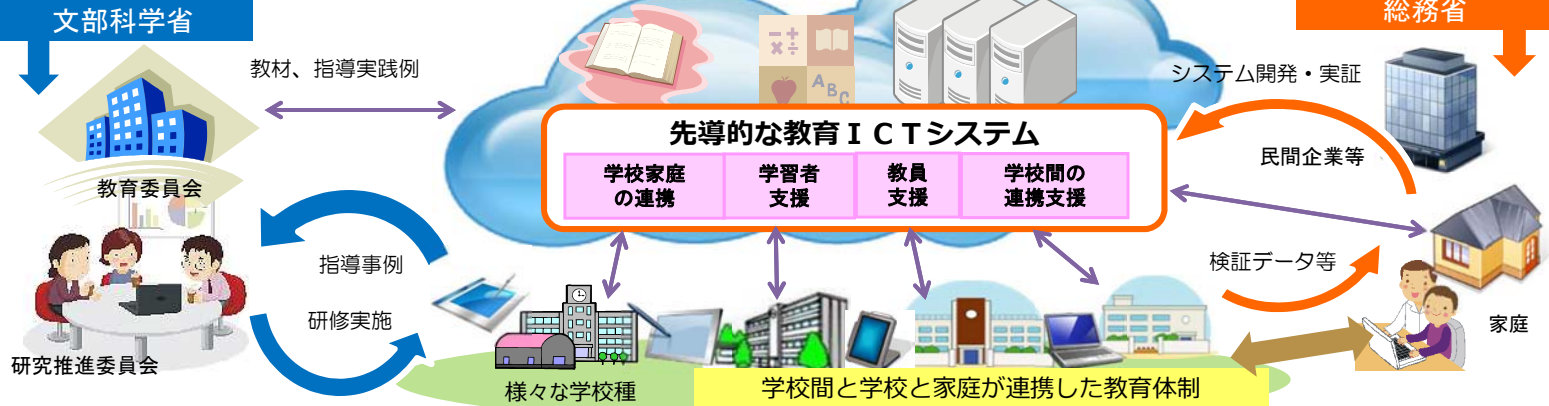 文部科学省
総務省
教材、指導実践例
システム開発・実証
先導的な教育ＩＣＴシステム
学校家庭
の連携
学習者
支援
教員
支援
学校間の
連携支援
民間企業等
教育委員会
指導事例
研修実施
検証データ等
研究推進委員会
家庭
様々な学校種
学校間と学校と家庭が連携した教育体制
A
B
C